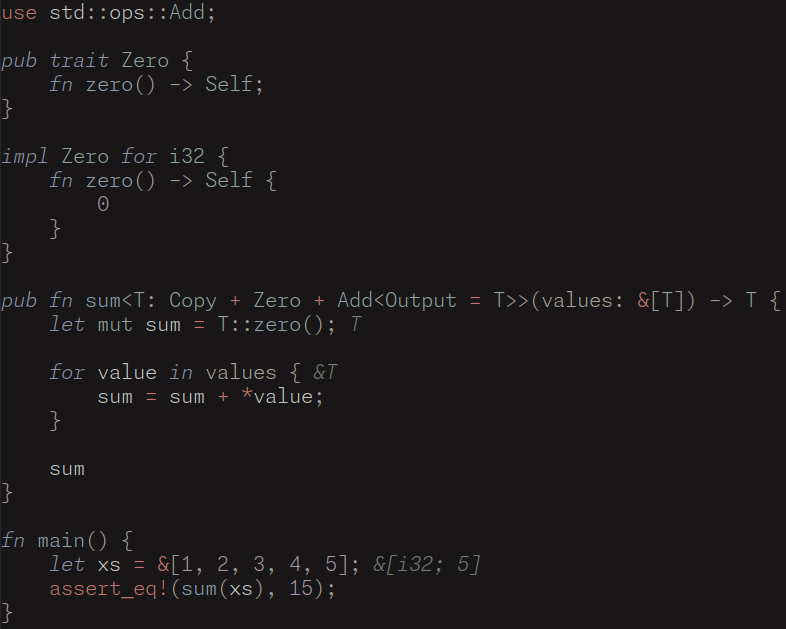 use std::ops::Add;

pub trait Zero {
    fn zero() -> Self;
}

impl Zero for i32 {
    fn zero() -> Self {
        0
    }
}

pub fn sum<T: Copy + Zero + Add<Output = T>>(values: &[T]) -> T {
    let mut sum = T::zero(); T

    for value in values { &T
        sum = sum + *value;
    }

    sum
}

fn main() {
    let xs = &[1, 2, 3, 4, 5]; &[i32; 5]
    assert_eq!(sum(xs), 15);
}